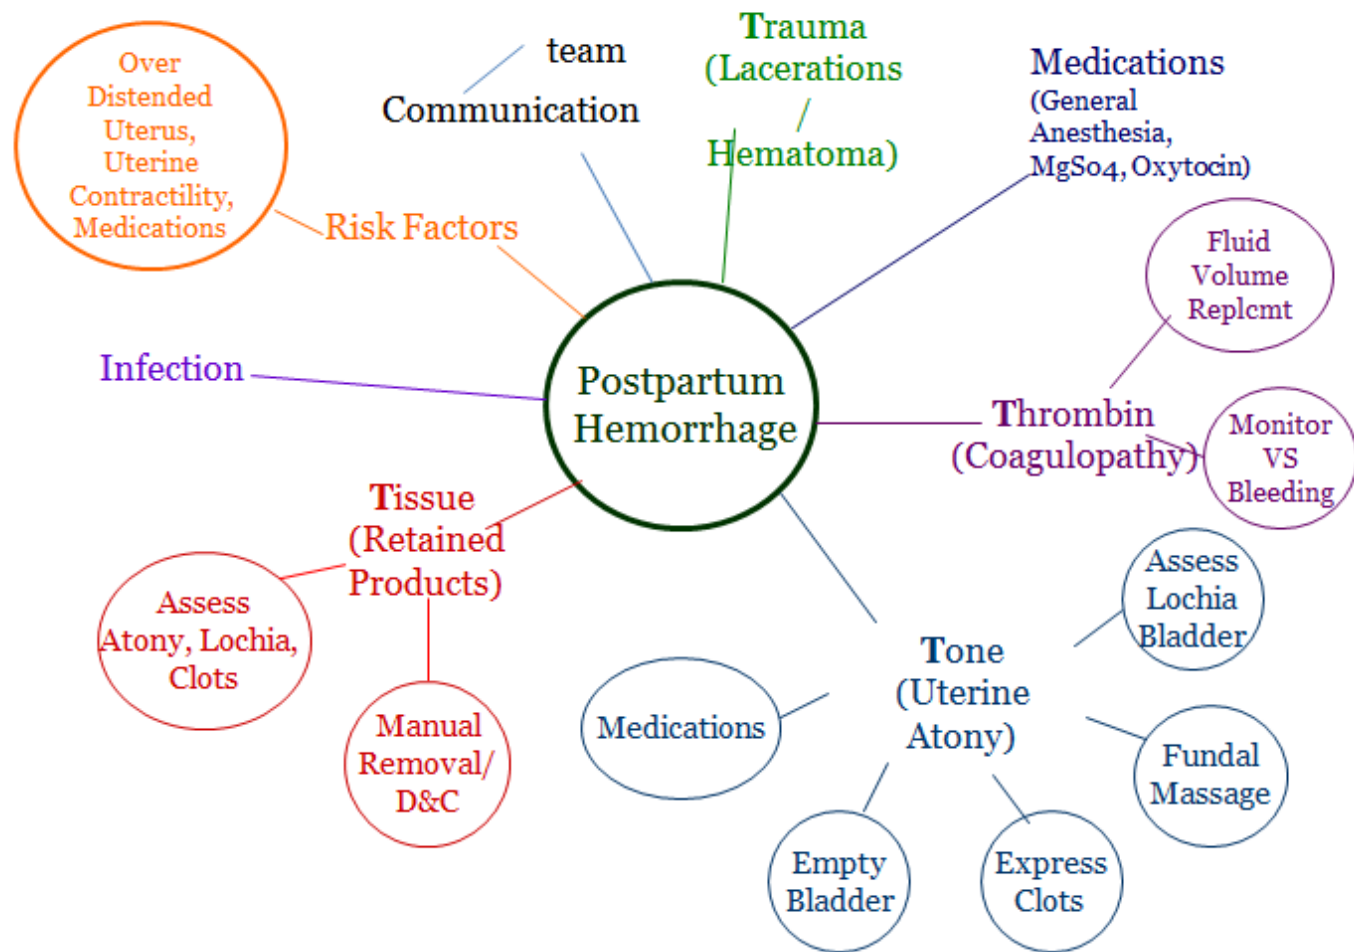 Over
Distended
Uterus,
Uterine
Contractility,
Medications
Risk Factors
team
Communication
Trauma
(Lacerations
/
Hematoma)
Medications
(General
Anesthesia,
MgSo4, Oxytocin)
Fluid
Volume
Replcmt
Infection
Postpartum
Hemorrhage
Thrombin
(Coagulopathy)
Monitor
VS
Bleeding
Tissue
(Retained
Products)
Assess
Atony, Lochia,
Clots
Manual
Removal/
D&C
Tone
(Uterine
Atony)
Assess
Lochia
Bladder
Fundal
Massage
Medications
Empty
Bladder
Express
Clots